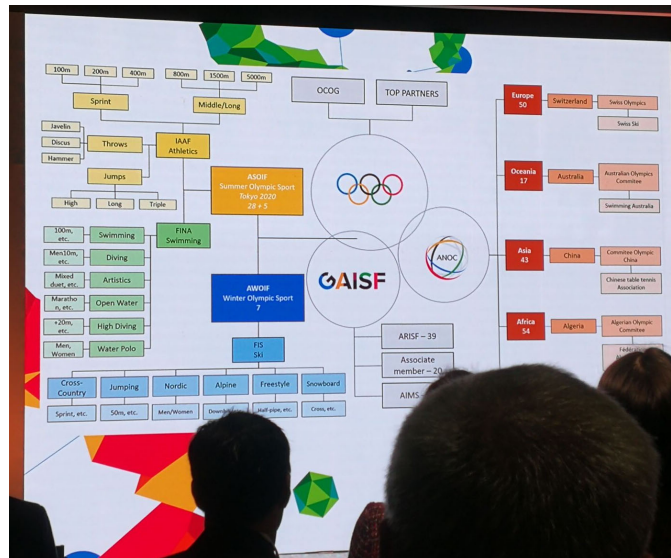 100m
200m
400m
800m
1500m
5000m
Sprint
Middle/Long
OCOG
TOP PARTNERS
Javelin
Discus
Hammer
Throws
IAAF
Athletics
Jumps
High
Long
Triple
ASOIF
Summer Olympic Sport
Tokyo 2020
28 + 5
FINA
Swimming
100m,
etc.
Swimming
Men10m,
etc.
Diving
Mixed
duet, etc.
Artistics
Maratho
n, etc.
Open Water
+20m,
etc.
High Diving
Men,
Women
Water Polo
AWOIF
Winter Olympic Sport
7
FIS
Ski
Cross-
Country
Jumping
Nordic
Alpine
Freestyle
Snowboard
Sprint, etc.
50m, etc.
Men/Women
Half-pipe, etc.
Cross, etc.
GAISF
ANOC
ARISF – 39
Associate
member – 20
AIMS
Europe
50
Switzerland
Swiss Olympics
Swiss Ski
Oceania
17
Australia
Australian Olympics
Commitee
Swimming Australia
Asia
43
China
Commitee Olympic
China
Chinese table tennis
Association
Africa
54
Algeria
Algerian Olympic
Commitee